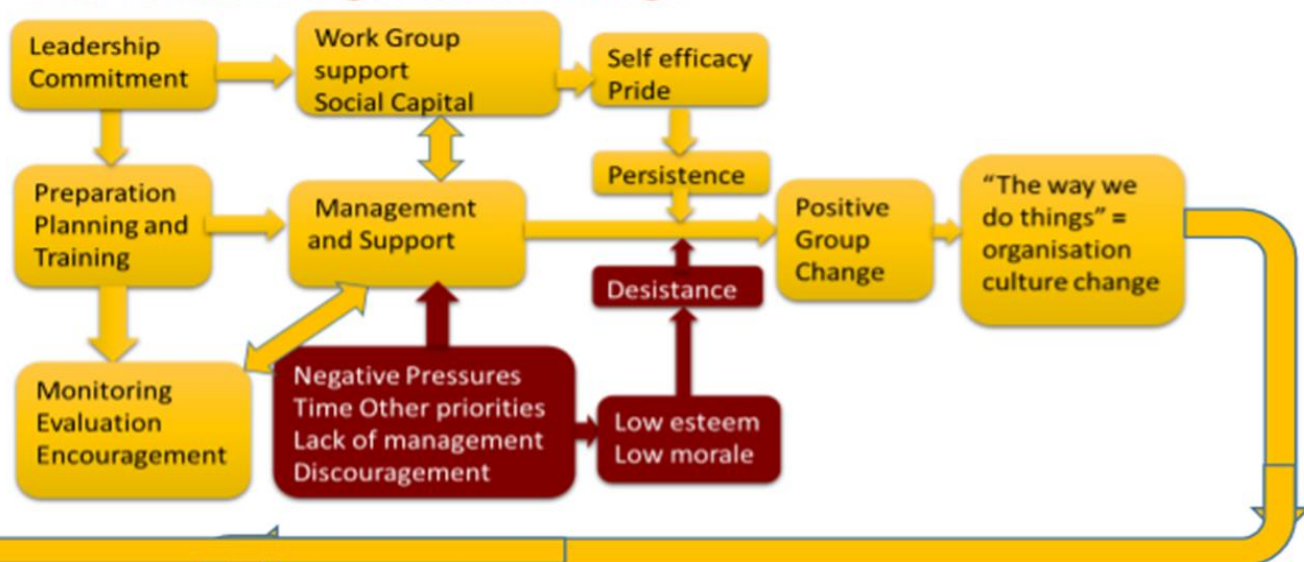 Leadership
Commitment
Work Group
support
Social Capital
Self efficacy
Pride
Preparation
Planning and
Training
Management
and Support
Persistence
Desistance
Positive
Group
Change
“The way we
do things” =
organisation
culture change
Monitoring
Evaluation
Encouragement
Negative Pressures
Time Other priorities
Lack of management
Discouragement
Low esteem
Low morale